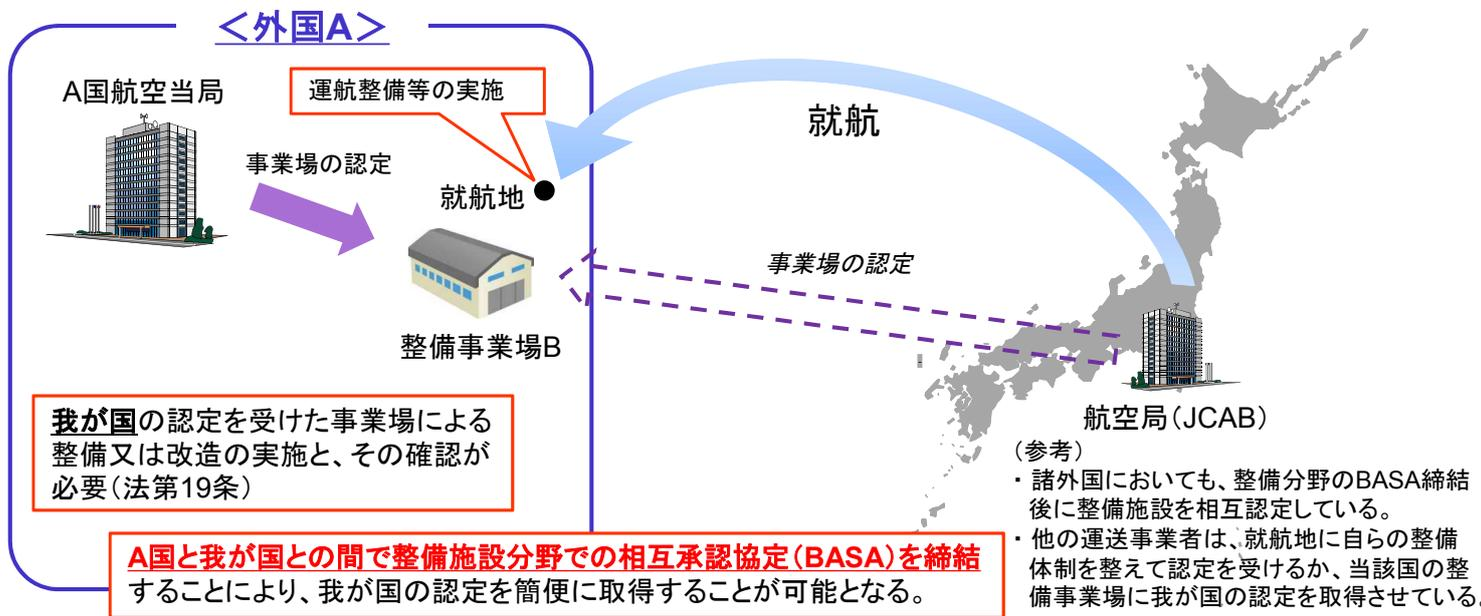 ＜外国A＞
A国航空当局
運航整備等の実施
就航
事業場の認定
就航地
事業場の認定
整備事業場B
航空局（JCAB）
我が国の認定を受けた事業場による
整備又は改造の実施と、その確認が
必要（法第19条）
（参考）
・ 諸外国においても、整備分野のBASA締結
後に整備施設を相互認定している。
・ 他の運送事業者は、就航地に自らの整備
体制を整えて認定を受けるか、当該国の整
備事業場に我が国の認定を取得させている。
A国と我が国との間で整備施設分野での相互承認協定（BASA）を締結
することにより、我が国の認定を簡便に取得することが可能となる。